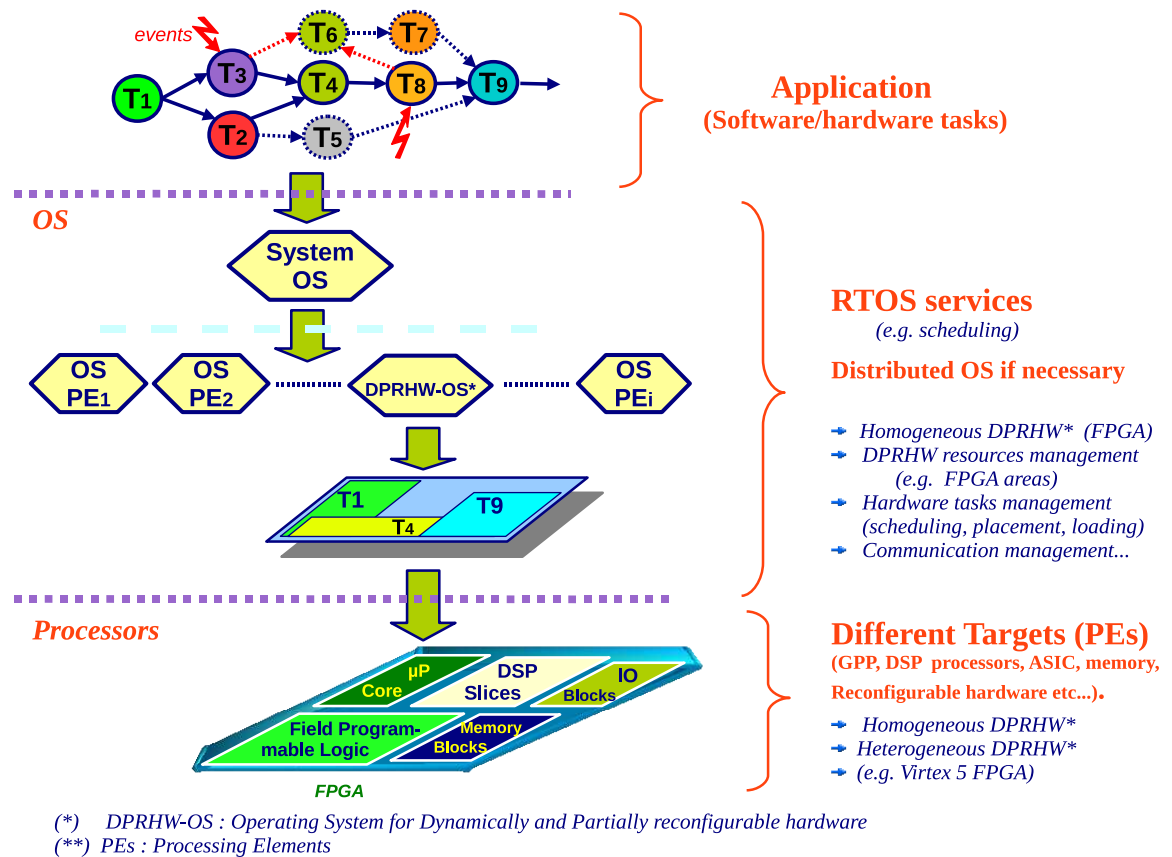 events
T6
T7
T3
T1
T4
T8
T9
T2
T5
Application
(Software/hardware tasks)
OS
System
OS
RTOS services
(e.g. scheduling)
Distributed OS if necessary
OS
PE1
OS
PE2
DPRHW-OS*
OS
PEi
Homogeneous DPRHW* (FPGA)
DPRHW resources management
(e.g. FPGA areas)
Hardware tasks management
(scheduling, placement, loading)
Communication management...
T1
T9
T4
Processors
Different Targets (PEs)
(GPP, DSP processors, ASIC, memory,
Reconfigurable hardware etc...).
Homogeneous DPRHW*
Heterogeneous DPRHW*
(e.g. Virtex 5 FPGA)
µP
Core
DSP
Slices
IO
Blocks
Field Program-
mable Logic
Memory
Blocks
FPGA
(*) DPRHW-OS : Operating System for Dynamically and Partially reconfigurable hardware
(**) PEs : Processing Elements